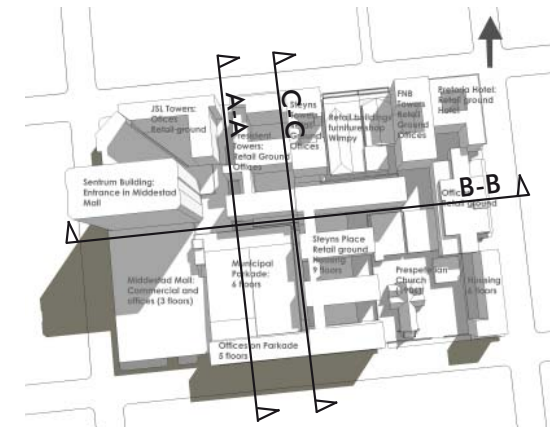 JSL Towers:
Offices
Retail ground
A-A
President
Towers:
Retail Ground
Offices
C-C
Steyns
Offices
Retail buildings
furniture shop
Wimpy
FNB
Towers
Retail
Ground
Offices
Pretoria Hotel:
Retail ground
Hotel
Sentrum Building:
Entrance in Middestad
Mall
B-B
Retail ground
Middestad Mall:
Commercial and
offices (3 floors)
Municipal
Parkade:
6 floors
Steyns Place
Retail ground
Housing
9 floors
Church
Housing
6 floors
Offices on Parkade
5 floors